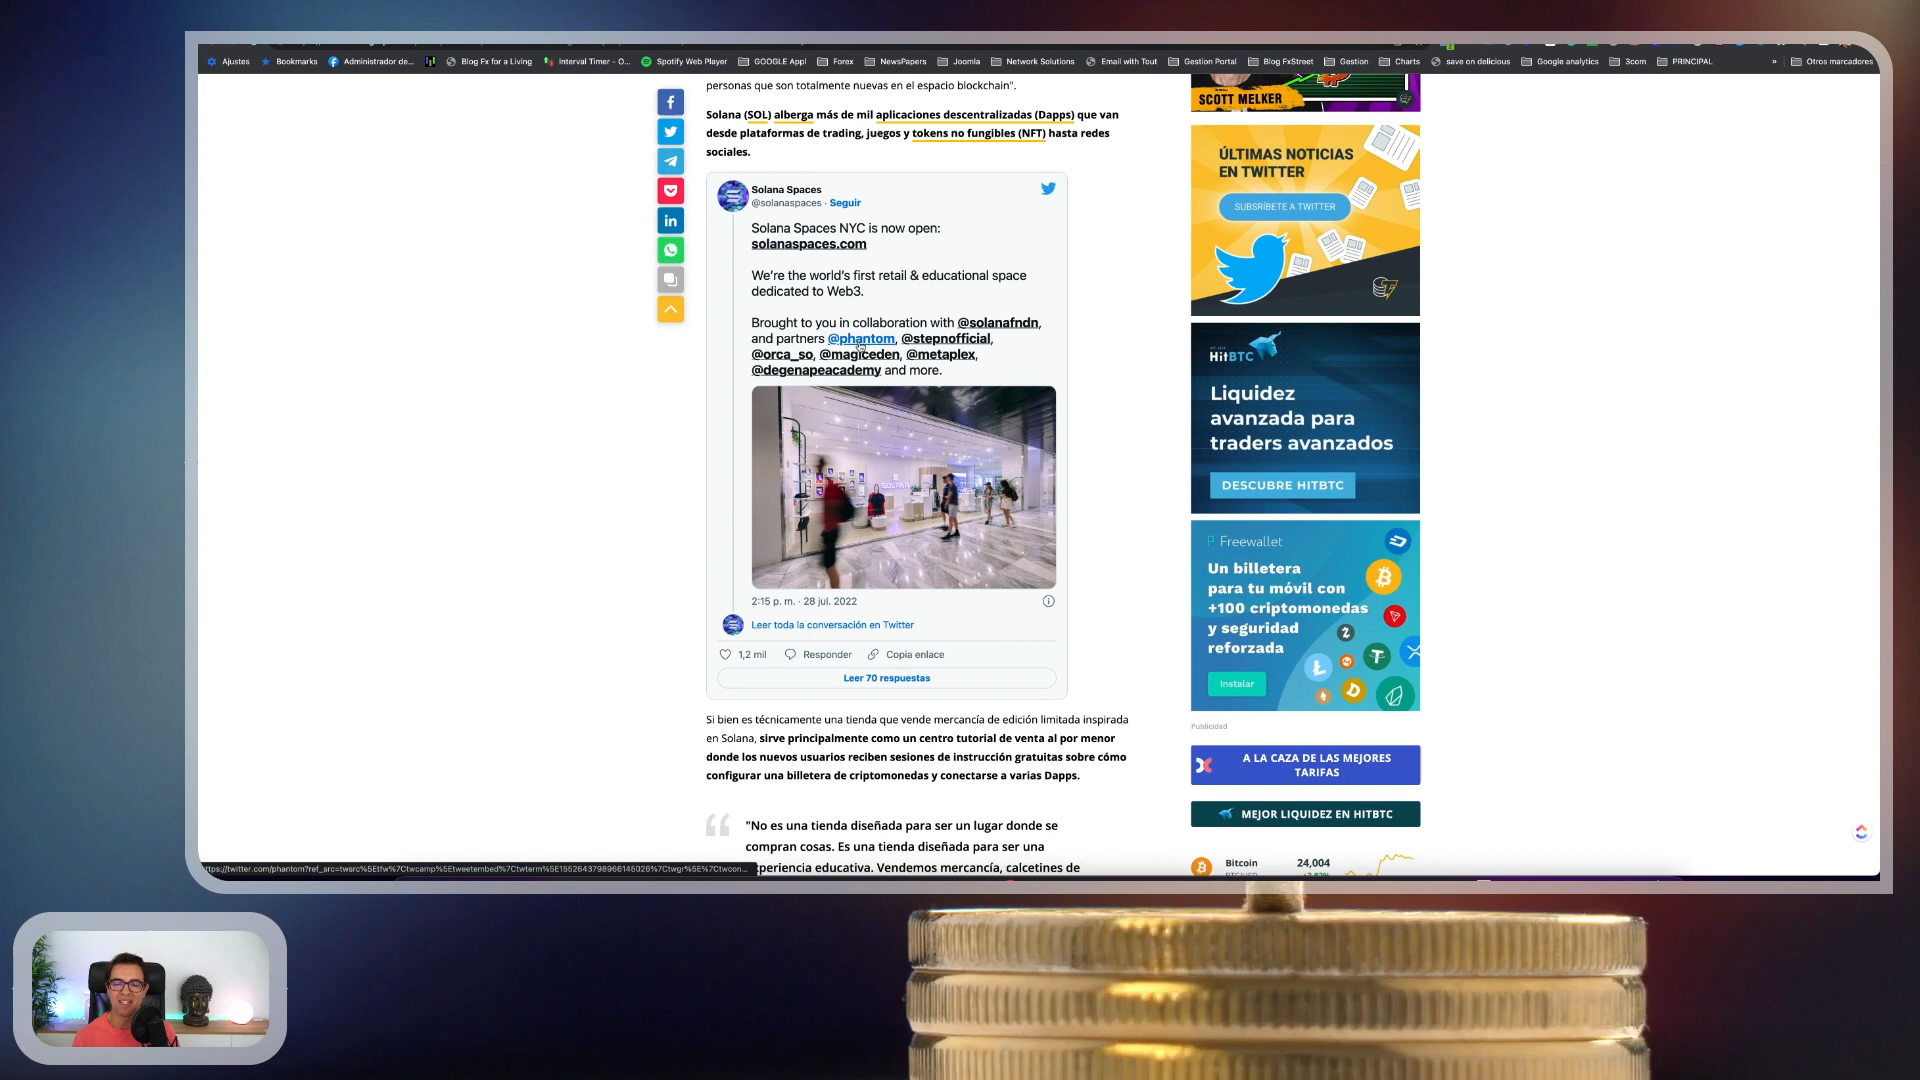 Ajustes
Bookmarks
Administrador de...
Blog Fx for a Living
Interval Timer - O...
Spotify Web Player
GOOGLE Appl
Forex
NewsPapers
Joomla
Network Solutions
Email with Tout
Gestion Portal
Blog FxStreet
Gestion
Charts
save on delicious
Google analytics
3com
PRINCIPAL
»
Otros marcadores
personas que son totalmente nuevas en el espacio blockchain".
Solana (SOL) alberga más de mil aplicaciones descentralizadas (Dapps) que van
desde plataformas de trading, juegos y tokens no fungibles (NFT) hasta redes
sociales.
Solana Spaces
@solanaspaces · Seguir
Solana Spaces NYC is now open:
solanaspaces.com
We're the world's first retail & educational space
dedicated to Web3.
Brought to you in collaboration with @solanafndn,
and partners @phantom, @stepnofficial,
@orca_so, @magiceden, @metaplex,
@degenapeacademy and more.
SOLANA
2:15 p. m. · 28 jul. 2022
Leer toda la conversación en Twitter
1,2 mil
Responder
Copia enlace
Leer 70 respuestas
Si bien es técnicamente una tienda que vende mercancía de edición limitada inspirada
en Solana, sirve principalmente como un centro tutorial de venta al por menor
donde los nuevos usuarios reciben sesiones de instrucción gratuitas sobre cómo
configurar una billetera de criptomonedas y conectarse a varias Dapps.
"No es una tienda diseñada para ser un lugar donde se
compran cosas. Es una tienda diseñada para ser una
experiencia educativa. Vendemos mercancía, calcetines de
SCOTT MELKER
ÚLTIMAS NOTICIAS
EN TWITTER
SUBSRÍBETE A TWITTER
HitBTC
Liquidez
avanzada para
traders avanzados
DESCUBRE HITBTC
Freewallet
Un billetera
para tu móvil con
+100 criptomonedas
y seguridad
reforzada
Instalar
Publicidad
A LA CAZA DE LAS MEJORES
TARIFAS
MEJOR LIQUIDEZ EN HITBTC
Bitcoin
24,004